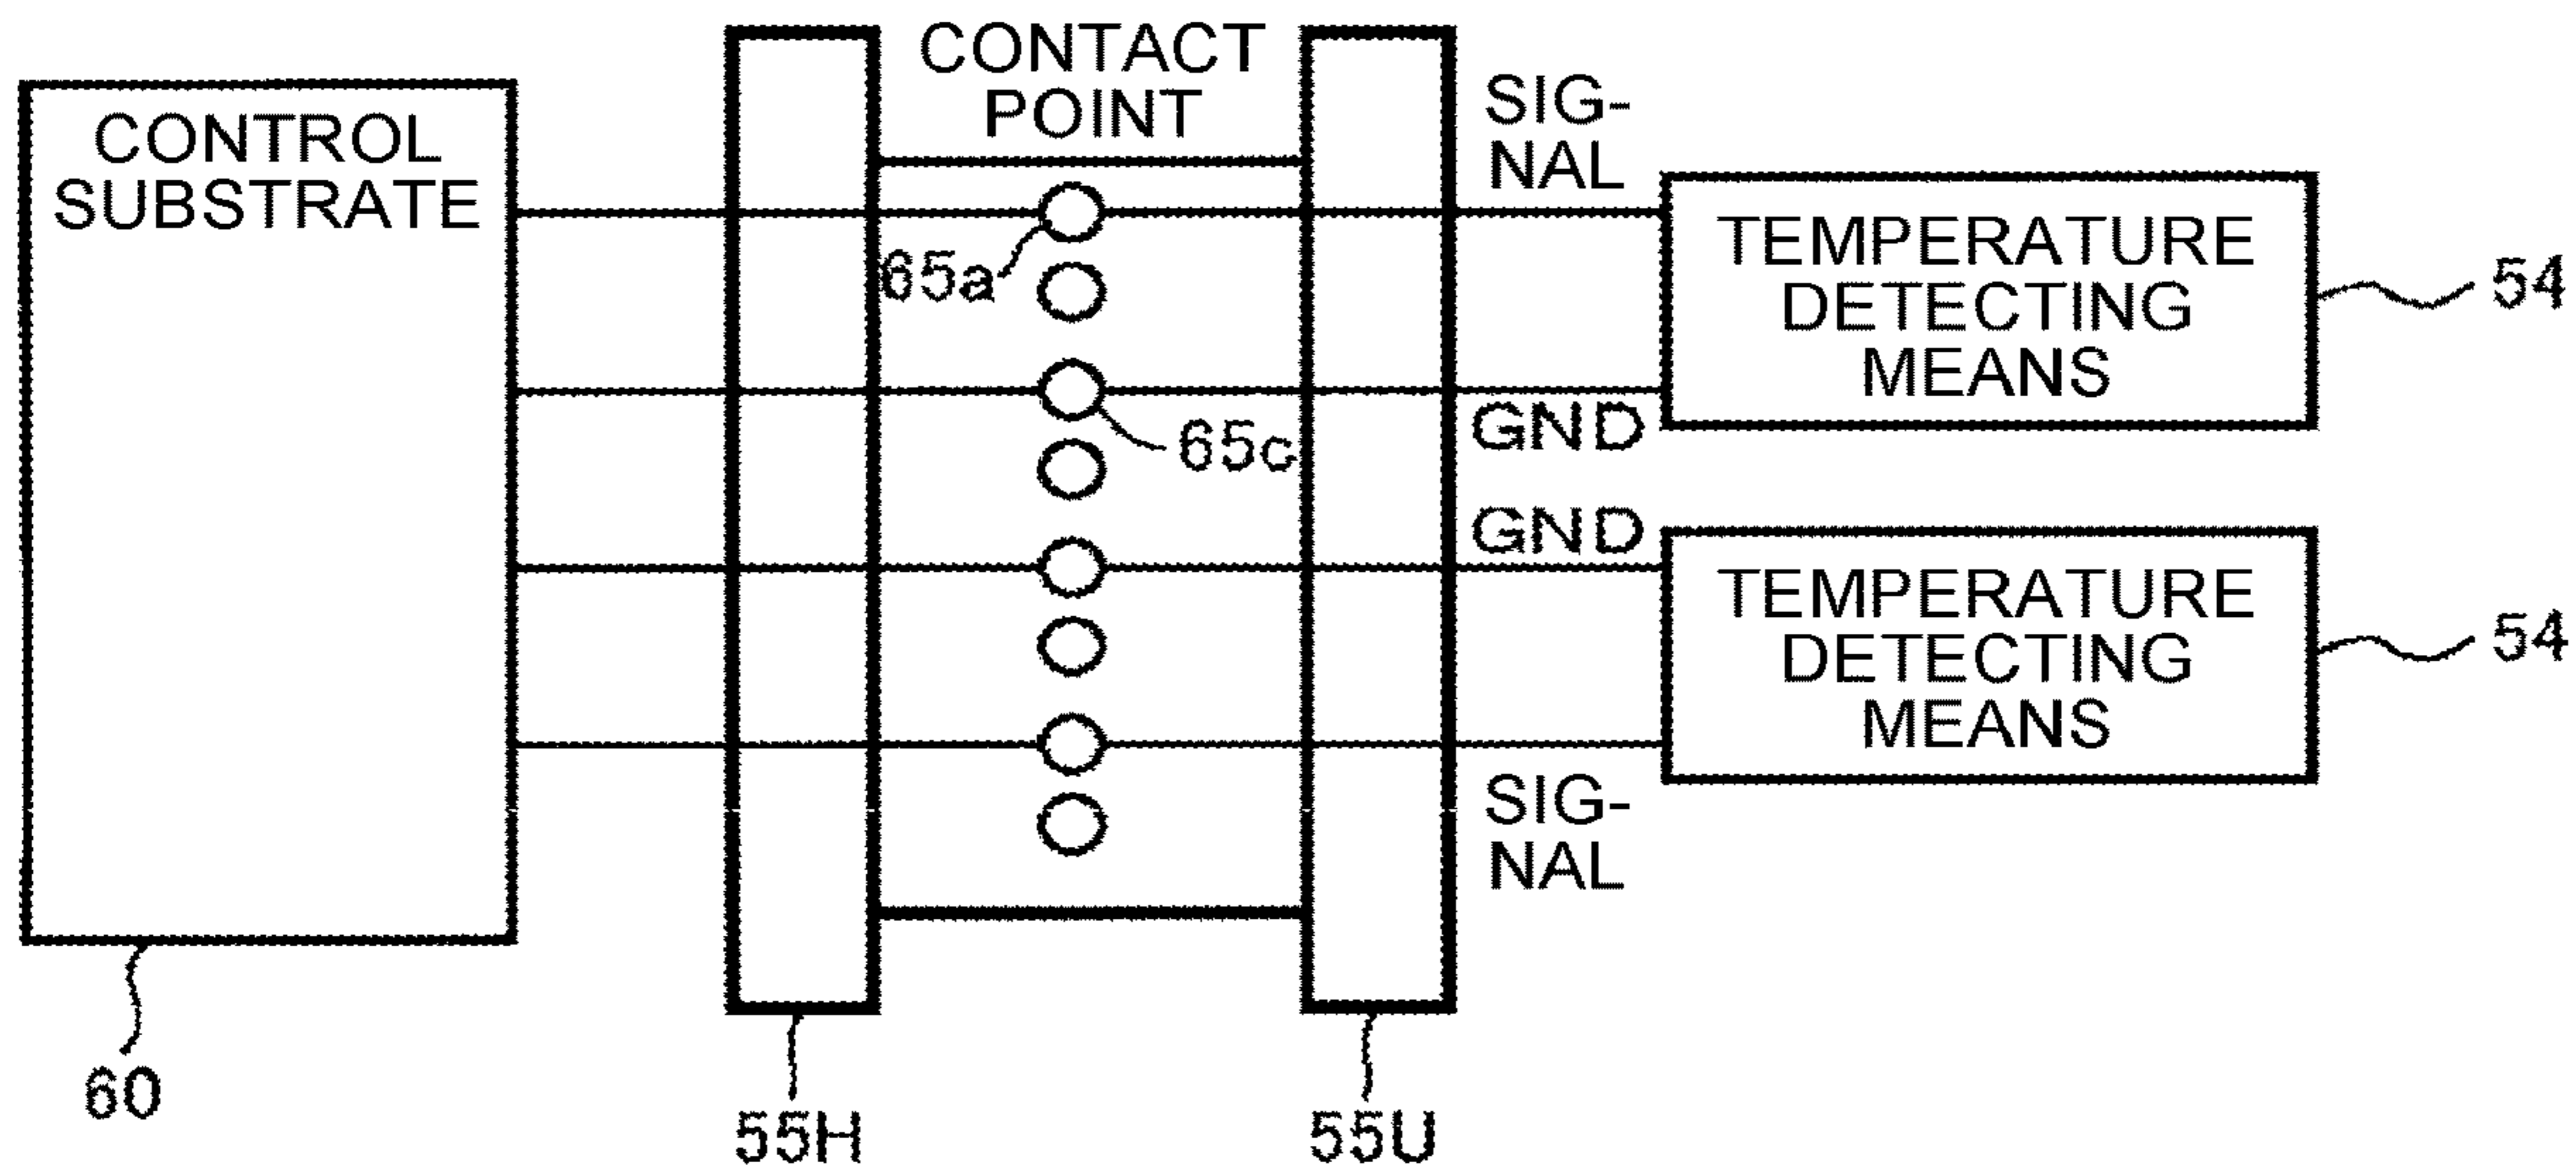 CONTACT
POINT
CONTROL
SUBSTRATE
SIG-
NAL
65a
TEMPERATURE
DETECTING
MEANS
54
65c
GND
GND
TEMPERATURE
DETECTING
MEANS
54
SIG-
NAL
60
55H
55U